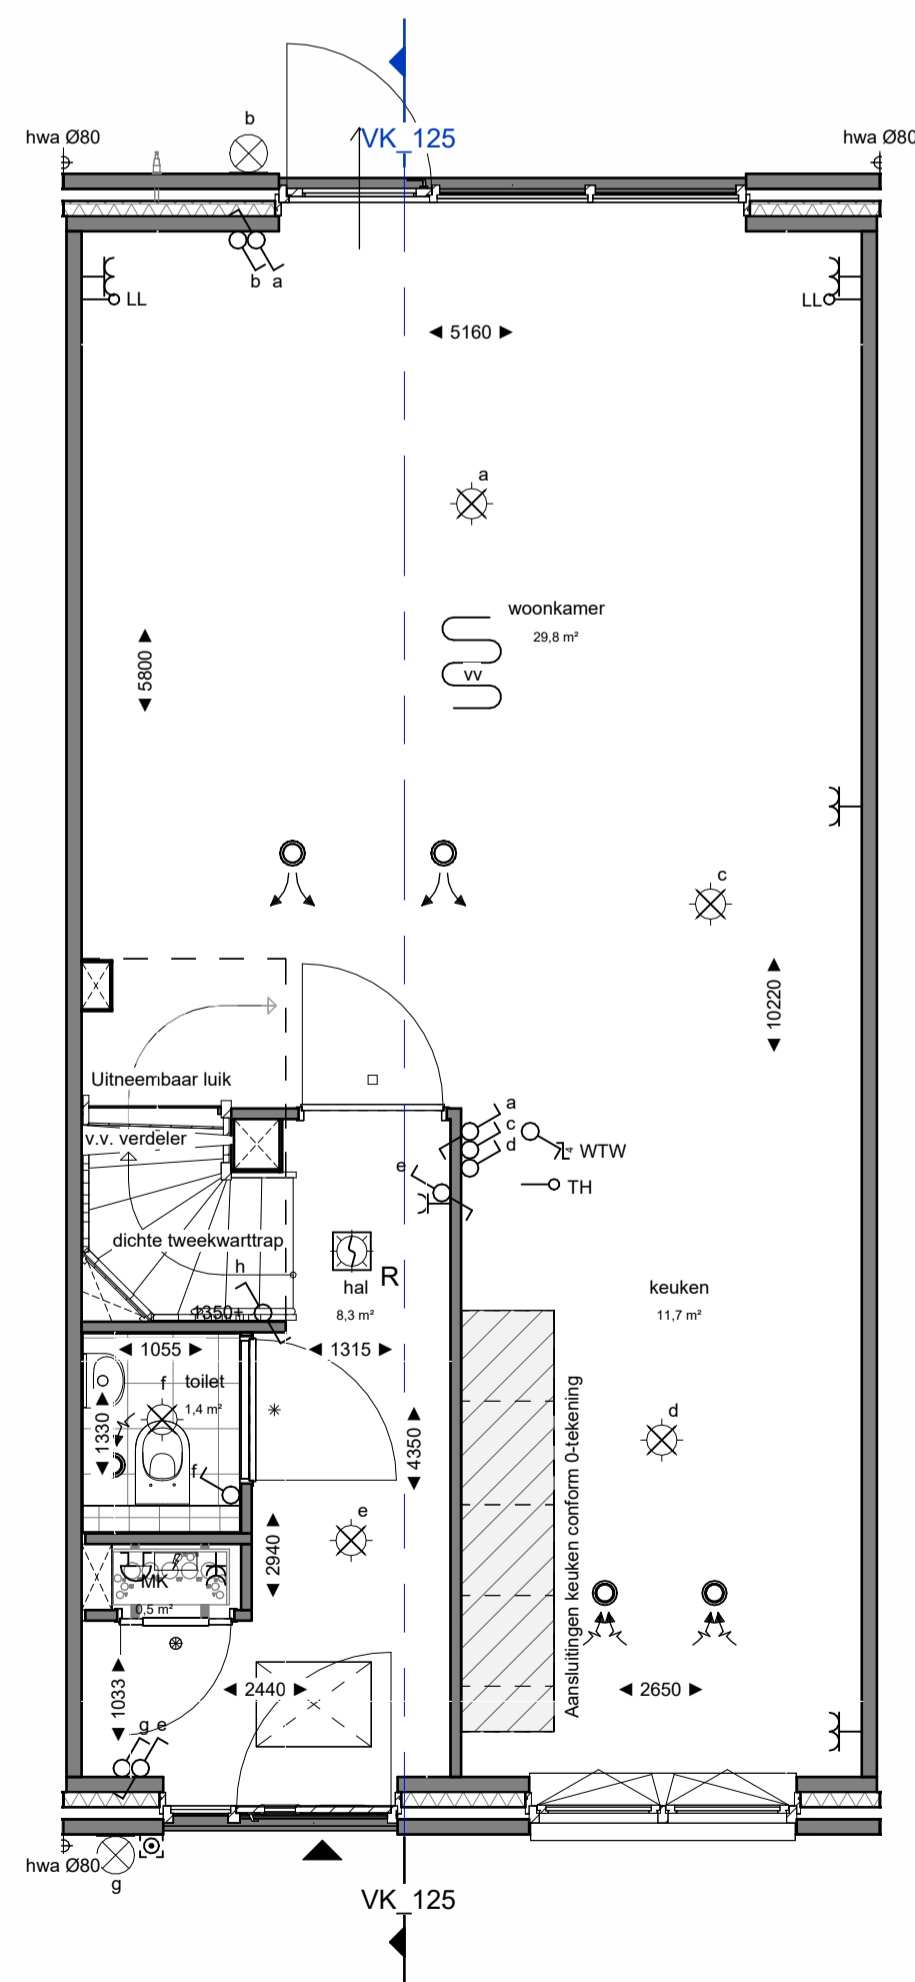 b
hwa Ø80
VK_125
hwa Ø80
b a
LL
LL
5160
a
woonkamer
29,8 m²
vv
5800
c
10220
Uitneembaar luik
v.v. verdeler
a
c
d
WTW
e
TH
dichte tweekwarttrap
h
R
hal
8,3 m²
keuken
11,7 m²
1350+
1055
1315
f
toilet
1,4 m²
1330
4350
Aansluitingen keuken conform 0-tekening
d
f
e
2940
MK
0,5 m²
1033
2440
2650
g e
hwa Ø80
g
VK_125